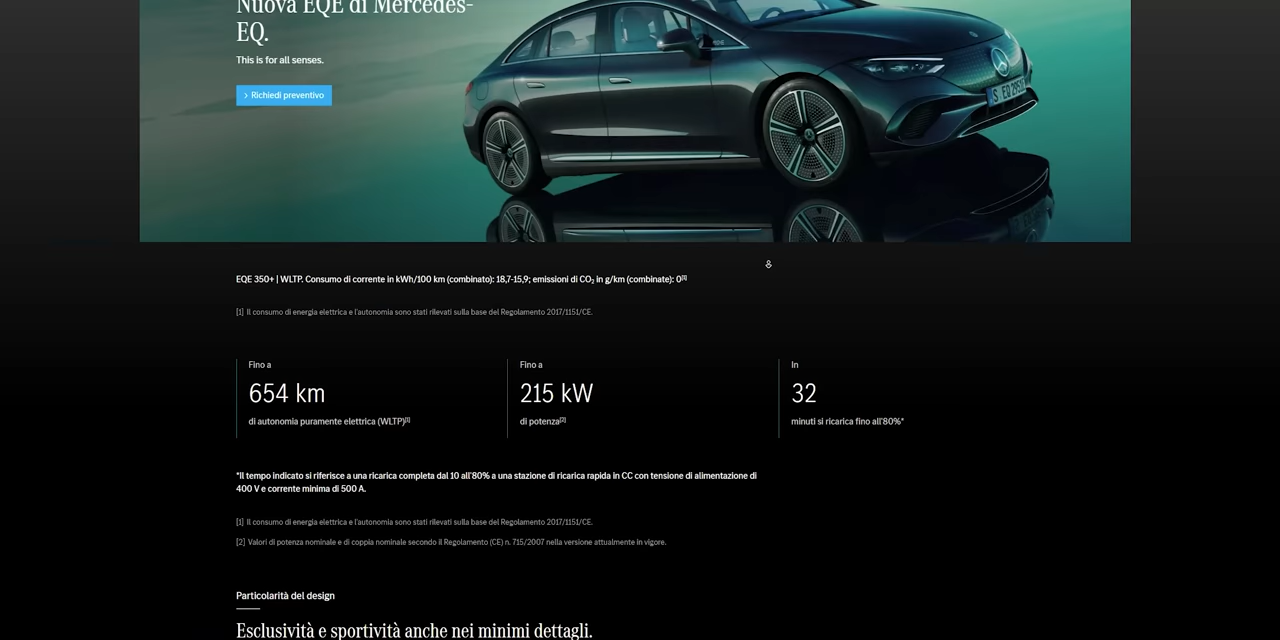 Nuova EQE di Mercedes-
EQ.
This is for all senses.
Richiedi preventivo
EQE 350+ | WLTP. Consumo di corrente in kWh/100 km (combinato): 18,7-15,9; emissioni di CO₂ in g/km (combinate): 0[1]
[1] Il consumo di energia elettrica e l'autonomia sono stati rilevati sulla base del Regolamento 2017/1151/CE.
Fino a
654 km
di autonomia puramente elettrica (WLTP)[1]
Fino a
215 kW
di potenza[2]
In
32
minuti si ricarica fino all'80%*
*Il tempo indicato si riferisce a una ricarica completa dal 10 all'80% a una stazione di ricarica rapida in CC con tensione di alimentazione di
400 V e corrente minima di 500 A.
[1] Il consumo di energia elettrica e l'autonomia sono stati rilevati sulla base del Regolamento 2017/1151/CE.
[2] Valori di potenza nominale e di coppia nominale secondo il Regolamento (CE) n. 715/2007 nella versione attualmente in vigore.
Particolarità del design
Esclusività e sportività anche nei minimi dettagli.